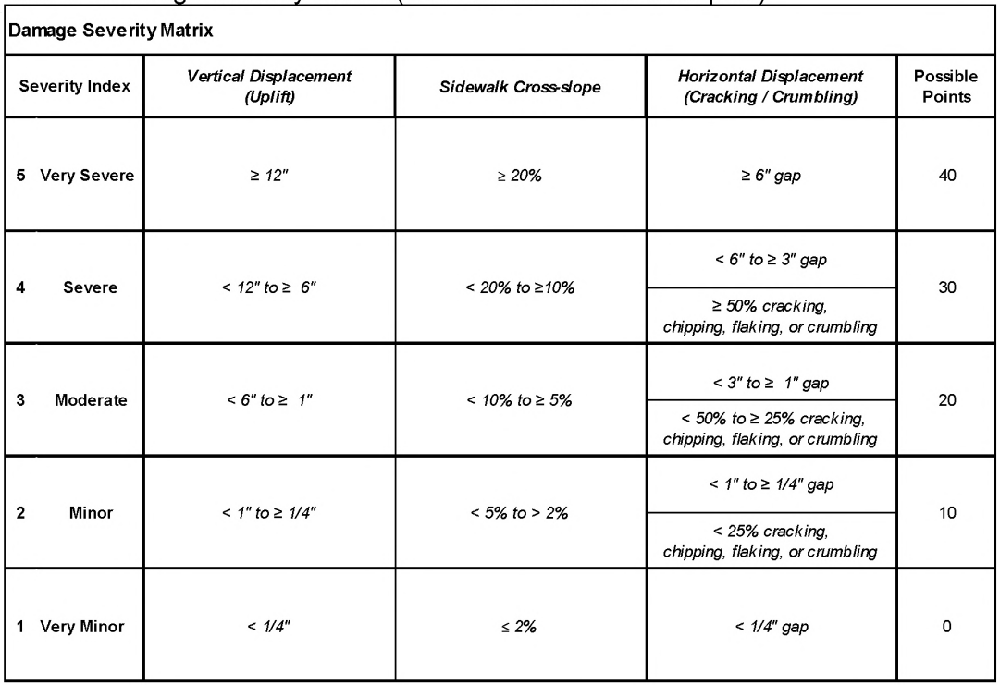 Damage Severity Matrix
Severity Index
Vertical Displacement
(Uplift)
Sidewalk Cross-slope
Horizontal Displacement
(Cracking / Crumbling)
Possible
Points
5 Very Severe
≥ 12"
≥ 20%
≥ 6" gap
40
4 Severe
< 12" to ≥ 6"
< 20% to ≥10%
< 6" to ≥ 3" gap
≥ 50% cracking,
chipping, flaking, or crumbling
30
3 Moderate
< 6" to ≥ 1"
< 10% to ≥ 5%
< 3" to ≥ 1" gap
< 50% to ≥ 25% cracking,
chipping, flaking, or crumbling
20
2 Minor
< 1" to ≥ 1/4"
< 5% to > 2%
< 1" to ≥ 1/4" gap
< 25% cracking,
chipping, flaking, or crumbling
10
1 Very Minor
< 1/4"
≤ 2%
< 1/4" gap
0